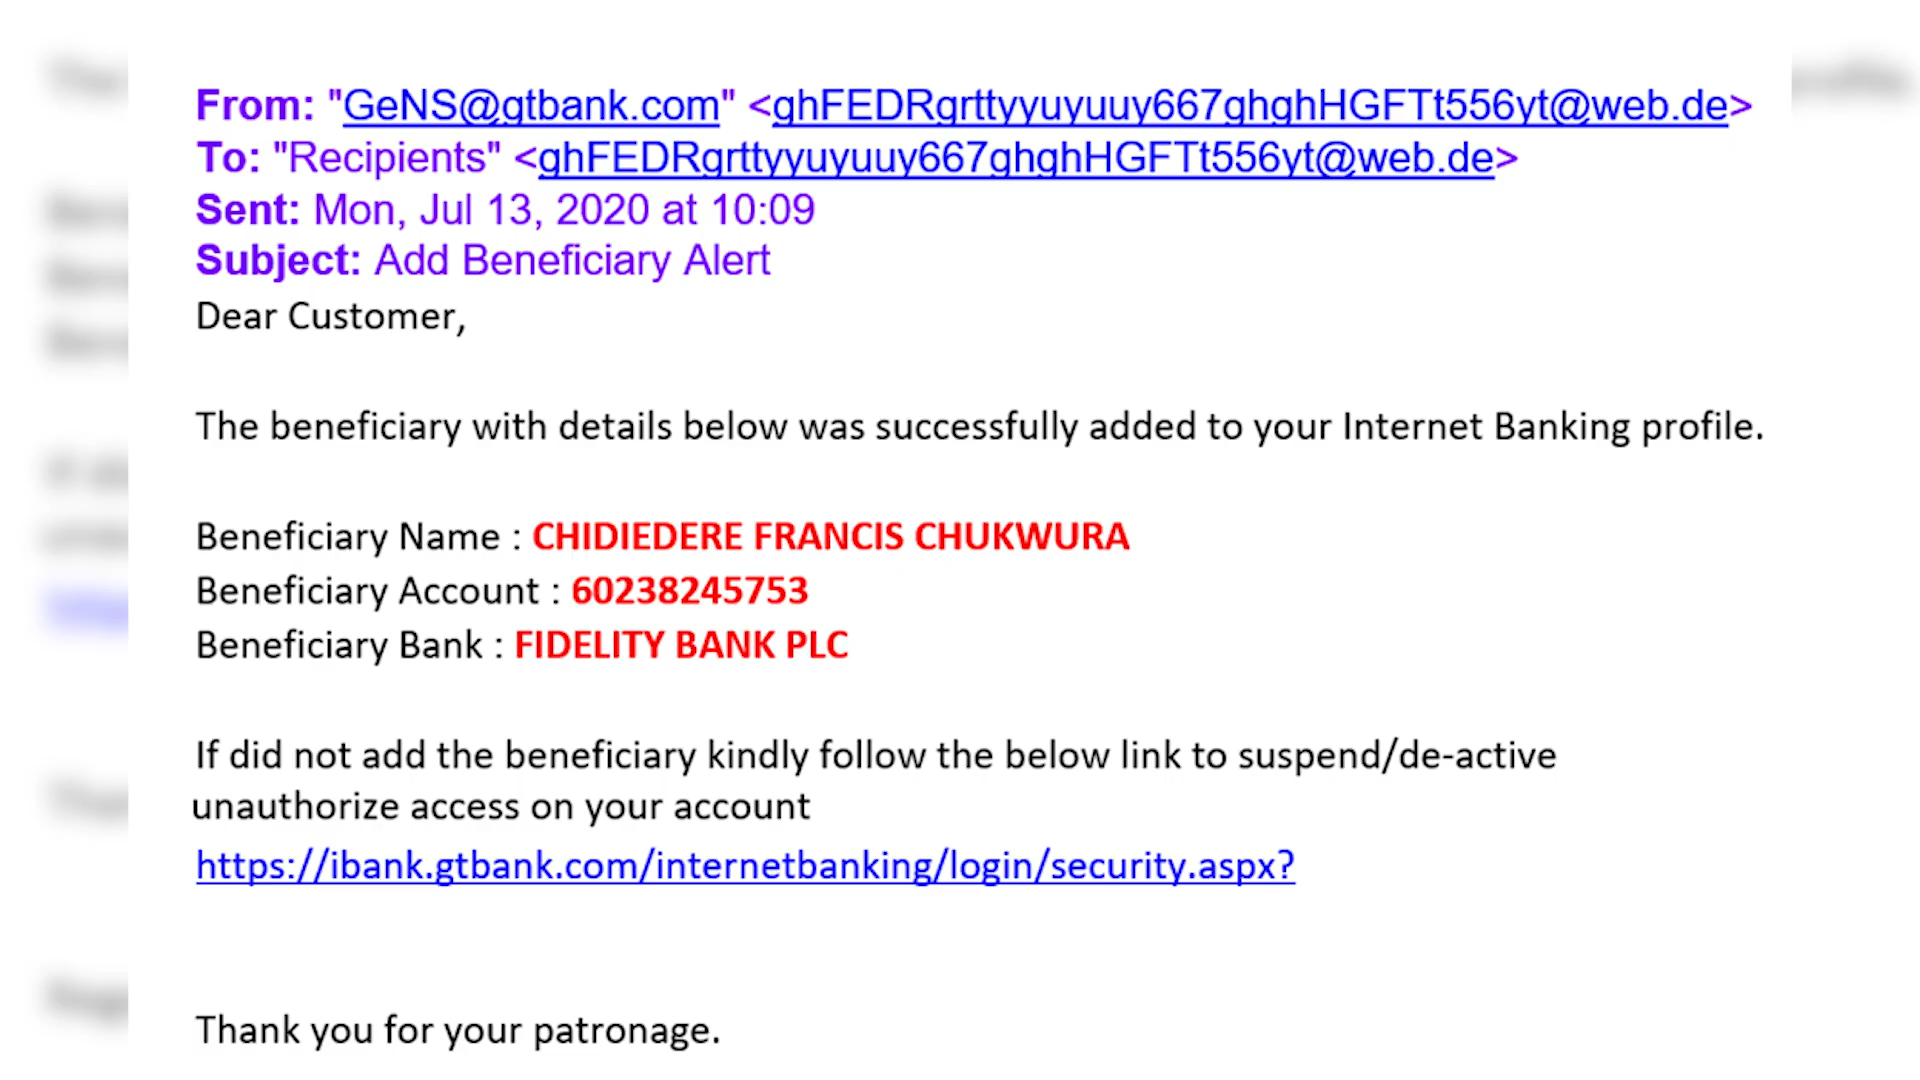 From: "GeNS@gtbank.com" <ghFEDRgrttyyuyuuy667ghghHGFTt556yt@web.de>
To: "Recipients" <ghFEDRgrttyyuyuuy667ghghHGFTt556yt@web.de>
Sent: Mon, Jul 13, 2020 at 10:09
Subject: Add Beneficiary Alert
Dear Customer,
The beneficiary with details below was successfully added to your Internet Banking profile.
Beneficiary Name : CHIDIEDERE FRANCIS CHUKWURA
Beneficiary Account : 60238245753
Beneficiary Bank : FIDELITY BANK PLC
If did not add the beneficiary kindly follow the below link to suspend/de-active
unauthorize access on your account
https://ibank.gtbank.com/internetbanking/login/security.aspx?
Thank you for your patronage.